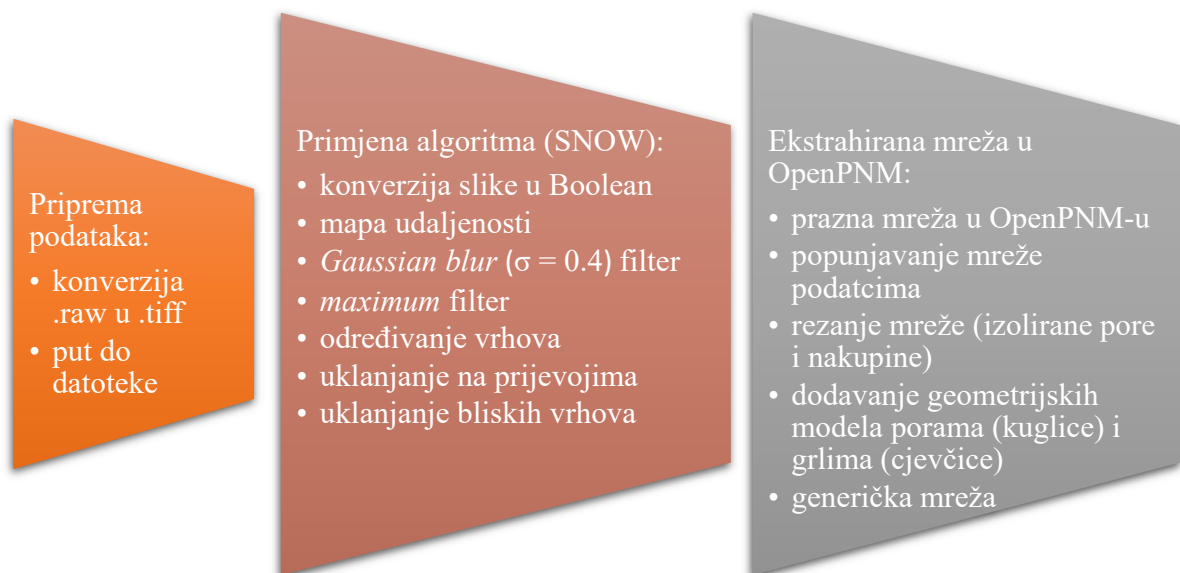 Priprema
podataka:
• konverzija
.raw u .tiff
• put do
datoteke
Primjena algoritma (SNOW):
• konverzija slike u Boolean
• mapa udaljenosti
• Gaussian blur (σ = 0.4) filter
• maximum filter
• određivanje vrhova
• uklanjanje na prijevojima
• uklanjanje bliskih vrhova
Ekstrahirana mreža u
OpenPNM:
• prazna mreža u OpenPNM-u
• popunjavanje mreže
podatcima
• rezanje mreže (izolirane pore
i nakupine)
• dodavanje geometrijskih
modela porama (kuglice) i
grlima (cjevčice)
• generička mreža